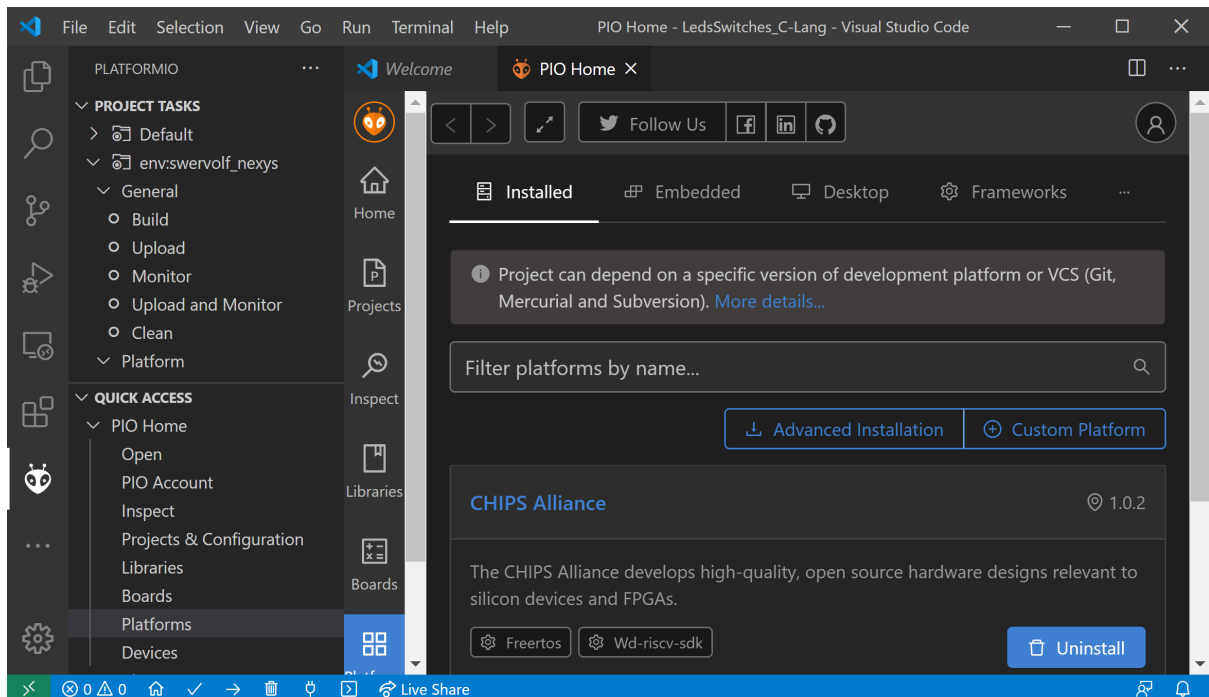 File Edit Selection View Go Run Terminal Help PIO Home - LedsSwitches_C-Lang - Visual Studio Code
PLATFORMIO
PROJECT TASKS
Default
env:swervolf_nexys
General
Build
Upload
Monitor
Upload and Monitor
Clean
Platform
QUICK ACCESS
PIO Home
Open
PIO Account
Inspect
Projects & Configuration
Libraries
Boards
Platforms
Devices
Welcome PIO Home
Home
Projects
Inspect
Libraries
Boards
Follow Us
Installed Embedded Desktop Frameworks
Project can depend on a specific version of development platform or VCS (Git,
Mercurial and Subversion). More details...
Filter platforms by name...
Advanced Installation Custom Platform
CHIPS Alliance 1.0.2
The CHIPS Alliance develops high-quality, open source hardware designs relevant to
silicon devices and FPGAs.
Freertos Wd-riscv-sdk
Uninstall
0 0 Live Share